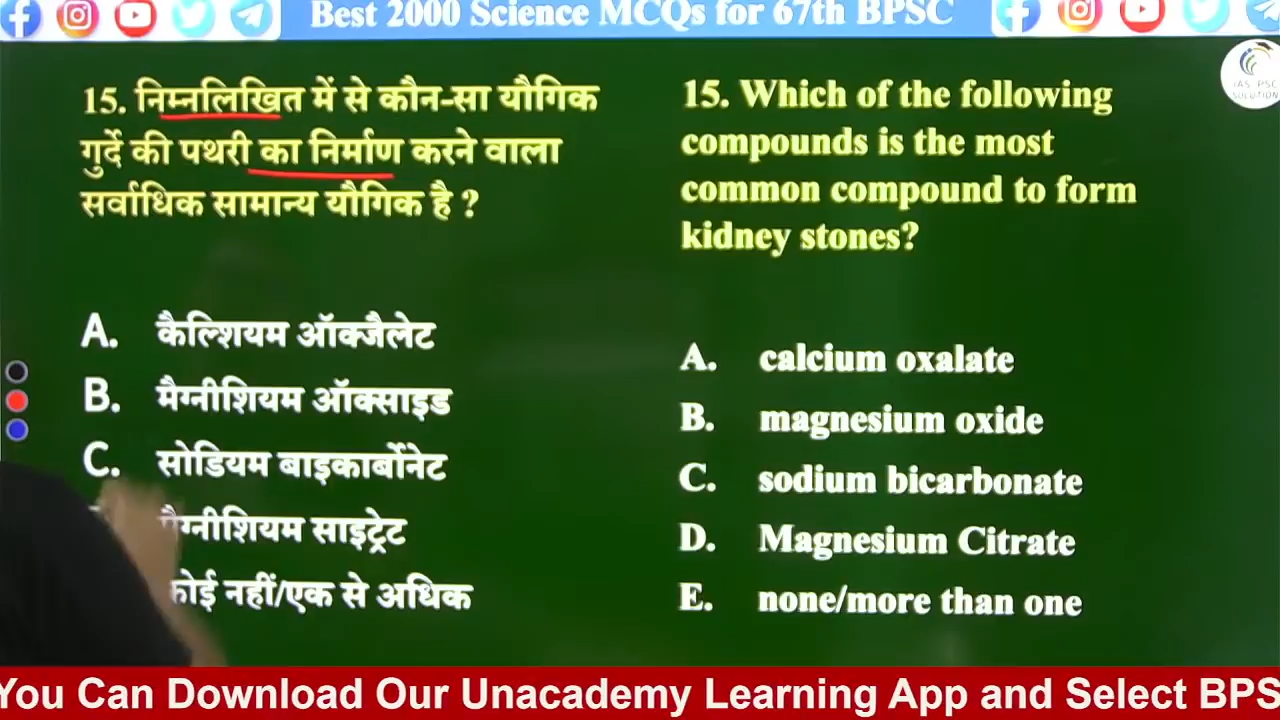 Best 2000 Science MCQs for 67th BPSC
IAS PSC
SOLUTION
15. निम्नलिखित में से कौन-सा यौगिक
गुर्दे की पथरी का निर्माण करने वाला
सर्वाधिक सामान्य यौगिक है ?
A. कैल्शियम ऑक्जैलेट
B. मैग्नीशियम ऑक्साइड
C. सोडियम बाइकार्बोनेट
मैग्नीशियम साइट्रेट
नहीं/एक से अधिक
15. Which of the following
compounds is the most
common compound to form
kidney stones?
A. calcium oxalate
B. magnesium oxide
C. sodium bicarbonate
D. Magnesium Citrate
E. none/more than one
You Can Download Our Unacademy Learning App and Select BPS